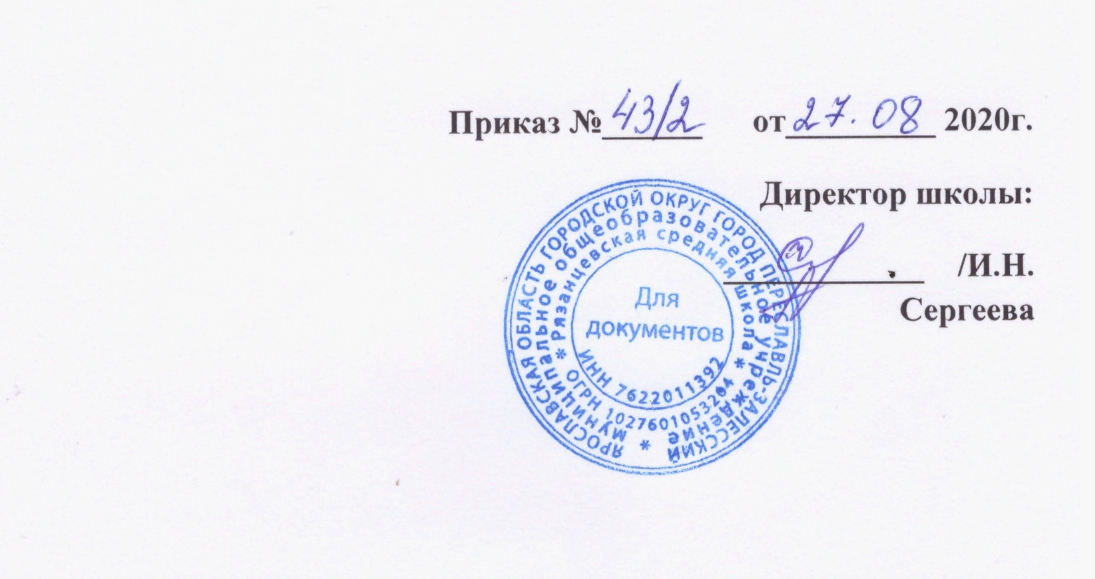 Приказ № 43/2 от 27. 08 2020г.
Директор школы:
/И.Н.
Сергеева
ЯРОСЛАВСКАЯ ОБЛАСТЬ ГОРОДСКОЙ ОКРУГ ГОРОД ПЕРЕСЛАВЛЬ-ЗАЛЕССКИЙ
* муниципальное общеобразовательное учреждение
* Рязанцевская средняя школа *
ОГРН 1027601053204
ИНН 7622011392
Для
документов